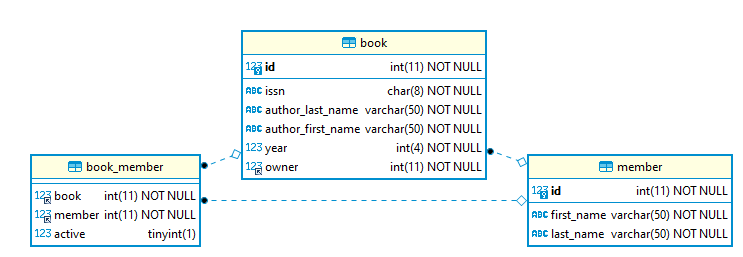 book
123 id int(11) NOT NULL
ABC issn char(8) NOT NULL
ABC author_last_name varchar(50) NOT NULL
ABC author_first_name varchar(50) NOT NULL
123 year int(4) NOT NULL
123 owner int(11) NOT NULL
book_member
123 book int(11) NOT NULL
123 member int(11) NOT NULL
123 active tinyint(1)
member
123 id int(11) NOT NULL
ABC first_name varchar(50) NOT NULL
ABC last_name varchar(50) NOT NULL